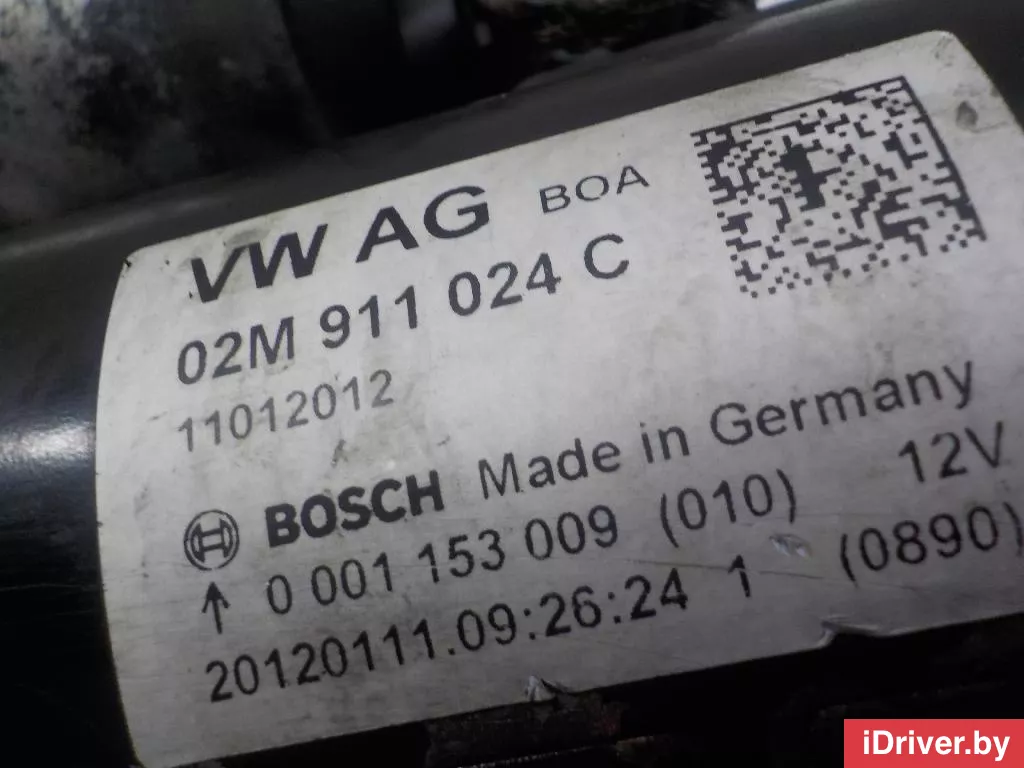 VW AG BOA
02M 911 024 C
11012012
BOSCH Made in Germany
0 001 153 009 (010) 12V
20120111.09:26:24 1 (0890)
iDriver.by